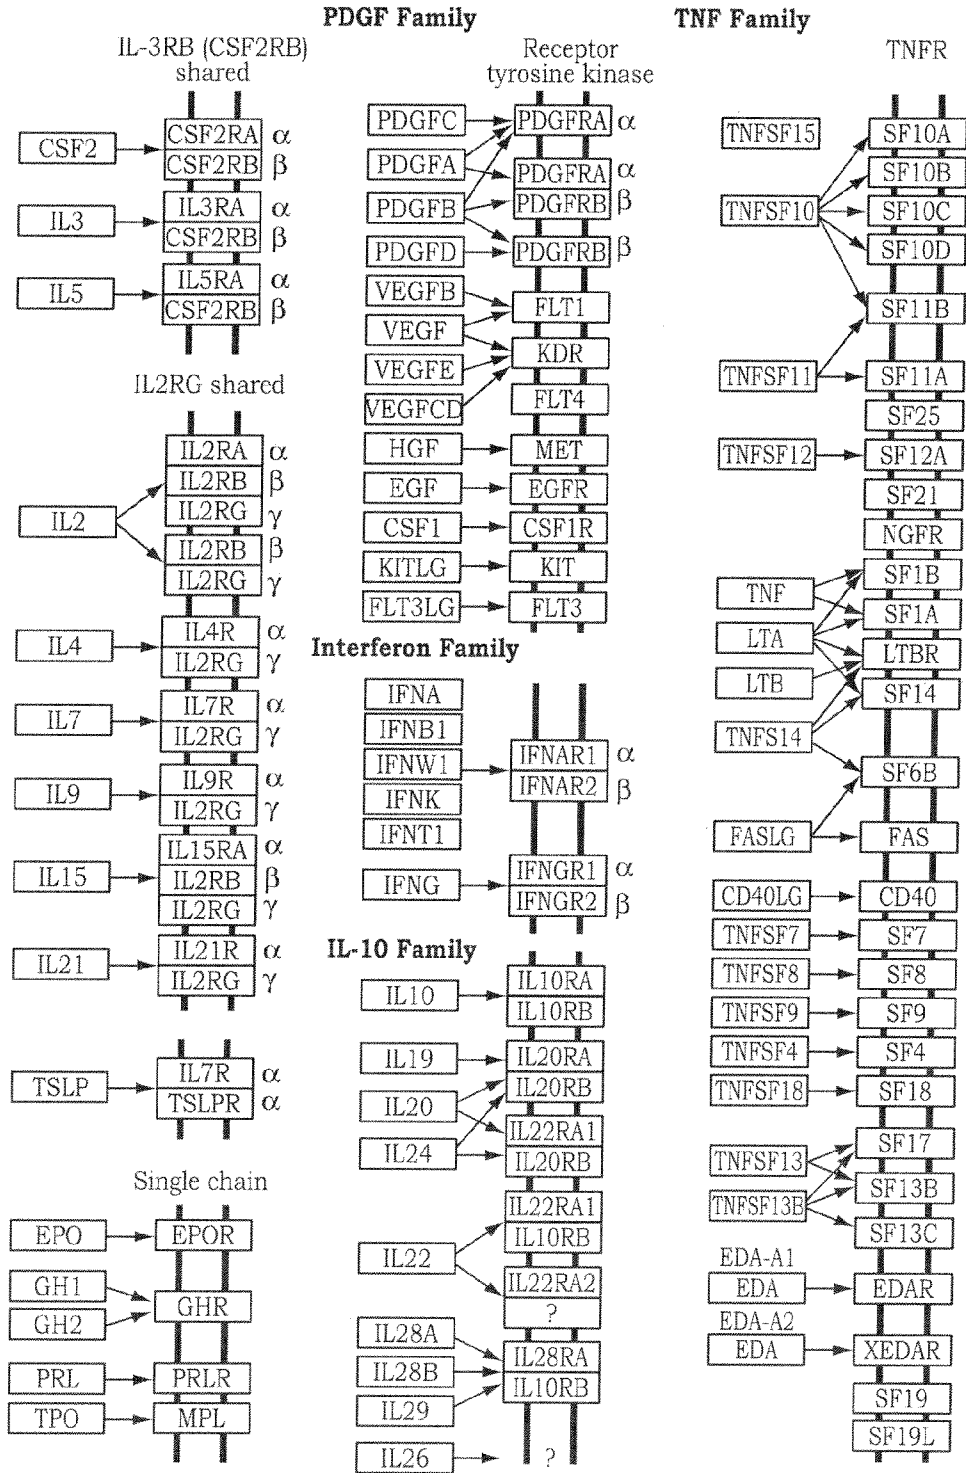 IL-3RB (CSF2RB)
shared
CSF2
CSF2RA α
CSF2RB β
IL3
IL3RA α
CSF2RB β
IL5
IL5RA α
CSF2RB β
IL2RG shared
IL2
IL2RA α
IL2RB β
IL2RG γ
IL2RB β
IL2RG γ
IL4
IL4R α
IL2RG γ
IL7
IL7R α
IL2RG γ
IL9
IL9R α
IL2RG γ
IL15
IL15RA α
IL2RB β
IL2RG γ
IL21
IL21R α
IL2RG γ
TSLP
IL7R α
TSLPR α
Single chain
EPO
EPOR
GH1
GH2
GHR
PRL
PRLR
TPO
MPL
PDGF Family
Receptor
tyrosine kinase
PDGFC
PDGFA
PDGFB
PDGFD
PDGFRA α
PDGFRA α
PDGFRB β
PDGFRB β
VEGFB
VEGF
VEGFE
VEGFCD
FLT1
KDR
FLT4
HGF
MET
EGF
EGFR
CSF1
CSF1R
KITLG
KIT
FLT3LG
FLT3
Interferon Family
IFNA
IFNB1
IFNW1
IFNK
IFNT1
IFNAR1 α
IFNAR2 β
IFNG
IFNGR1 α
IFNGR2 β
IL-10 Family
IL10
IL10RA
IL10RB
IL19
IL20
IL24
IL20RA
IL20RB
IL22RA1
IL20RB
IL22
IL22RA1
IL10RB
IL22RA2
?
IL28A
IL28B
IL29
IL28RA
IL10RB
IL26
?
TNF Family
TNFR
TNFSF15
TNFSF10
SF10A
SF10B
SF10C
SF10D
SF11B
TNFSF11
SF11A
SF25
TNFSF12
SF12A
SF21
NGFR
TNF
LTA
LTB
TNFS14
SF1B
SF1A
LTBR
SF14
SF6B
FASLG
FAS
CD40LG
CD40
TNFSF7
SF7
TNFSF8
SF8
TNFSF9
SF9
TNFSF4
SF4
TNFSF18
SF18
TNFSF13
TNFSF13B
SF17
SF13B
SF13C
EDA-A1
EDA
EDAR
EDA-A2
EDA
XEDAR
SF19
SF19L